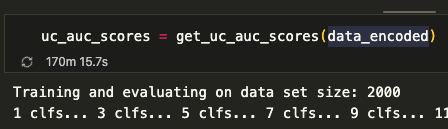 uc_auc_scores = get_uc_auc_scores(data_encoded)
170m 15.7s
Training and evaluating on data set size: 2000
1 clfs... 3 clfs... 5 clfs... 7 clfs... 9 clfs... 11